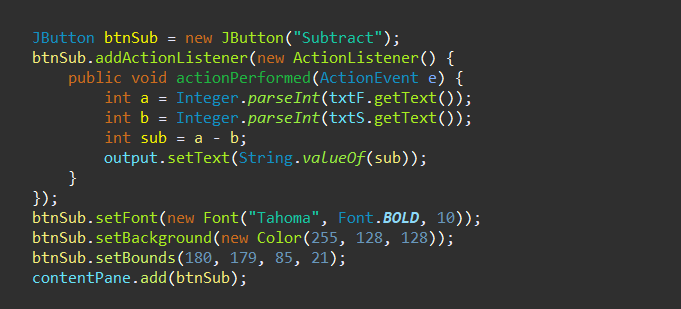 JButton btnSub = new JButton("Subtract");
btnSub.addActionListener(new ActionListener() {
    public void actionPerformed(ActionEvent e) {
        int a = Integer.parseInt(txtF.getText());
        int b = Integer.parseInt(txtS.getText());
        int sub = a - b;
        output.setText(String.valueOf(sub));
    }
});
btnSub.setFont(new Font("Tahoma", Font.BOLD, 10));
btnSub.setBackground(new Color(255, 128, 128));
btnSub.setBounds(180, 179, 85, 21);
contentPane.add(btnSub);